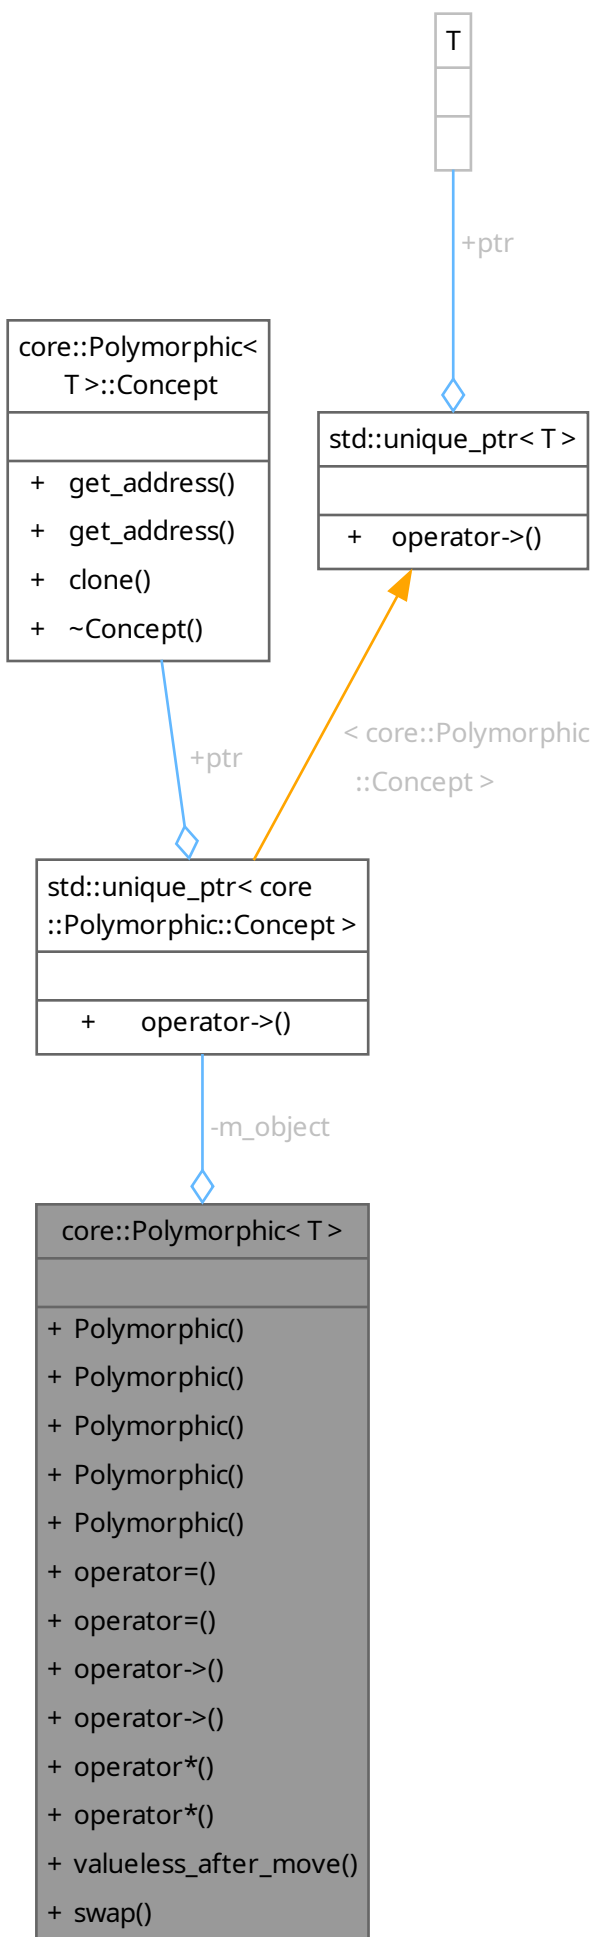 T
+ptr
core::Polymorphic<
T >::Concept
+ get_address()
+ get_address()
+ clone()
+ ~Concept()
std::unique_ptr< T >
+ operator->()
+ptr
< core::Polymorphic
::Concept >
std::unique_ptr< core
::Polymorphic::Concept >
+ operator->()
-m_object
core::Polymorphic< T >
+ Polymorphic()
+ Polymorphic()
+ Polymorphic()
+ Polymorphic()
+ Polymorphic()
+ operator=()
+ operator=()
+ operator->()
+ operator->()
+ operator*()
+ operator*()
+ valueless_after_move()
+ swap()